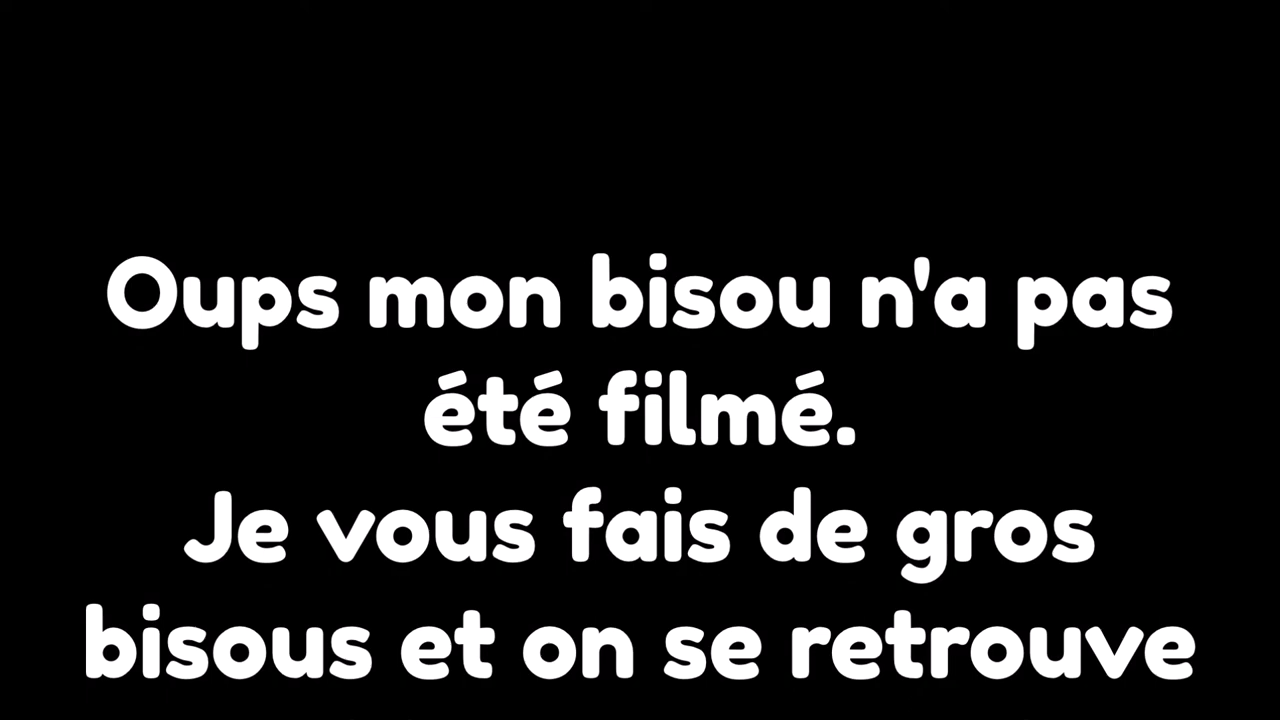 Oups mon bisou n'a pas
été filmé.
Je vous fais de gros
bisous et on se retrouve